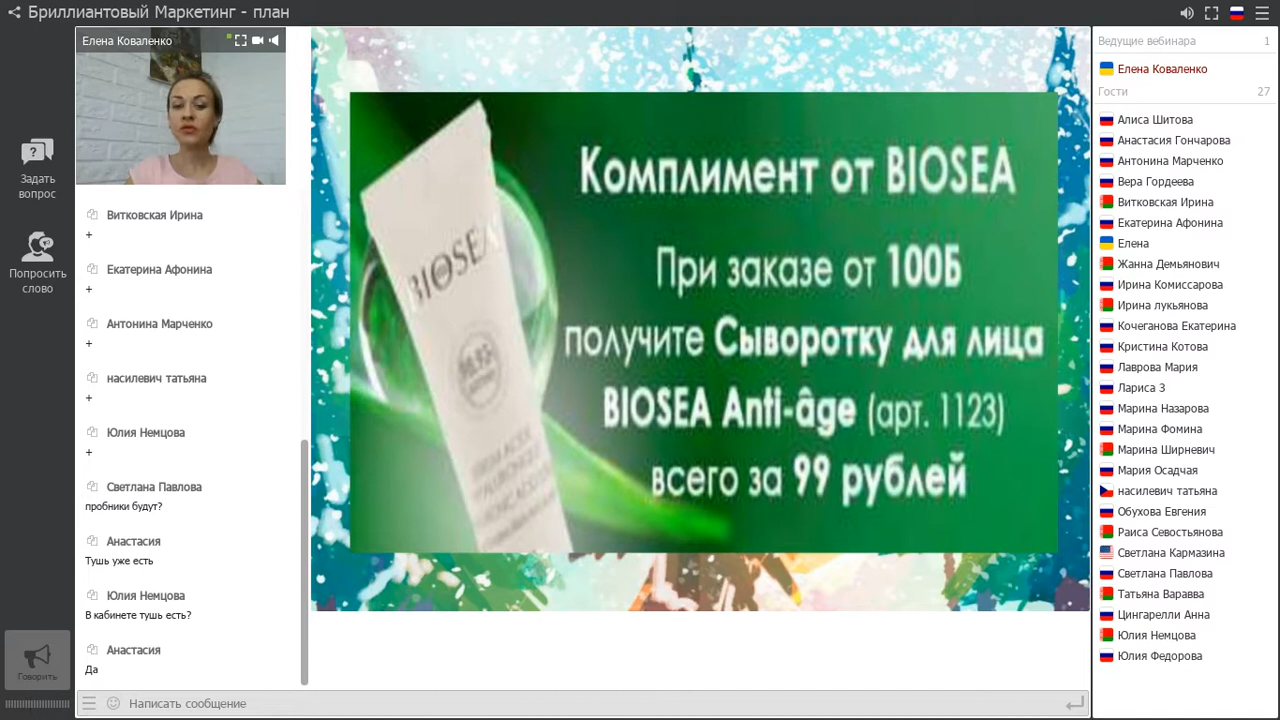 Бриллиантовый Маркетинг - план
Елена Коваленко
Задать
вопрос
Попросить
слово
Говорить
Витковская Ирина
+
Екатерина Афонина
+
Антонина Марченко
+
насилевич татьяна
+
Юлия Немцова
+
Светлана Павлова
пробники будут?
Анастасия
Тушь уже есть
Юлия Немцова
В кабинете тушь есть?
Анастасия
Да
Написать сообщение
BIOSEA
Комплимент от BIOSEA
При заказе от 100Б
получите Сыворотку для лица
BIOSEA Anti-âge (арт. 1123)
всего за 99 рублей
Ведущие вебинара 1
Елена Коваленко
Гости 27
Алиса Шитова
Анастасия Гончарова
Антонина Марченко
Вера Гордеева
Витковская Ирина
Екатерина Афонина
Елена
Жанна Демьянович
Ирина Комиссарова
Ирина лукьянова
Кочеганова Екатерина
Кристина Котова
Лаврова Мария
Лариса З
Марина Назарова
Марина Фомина
Марина Ширневич
Мария Осадчая
насилевич татьяна
Обухова Евгения
Раиса Севостьянова
Светлана Кармазина
Светлана Павлова
Татьяна Варавва
Цингарелли Анна
Юлия Немцова
Юлия Федорова